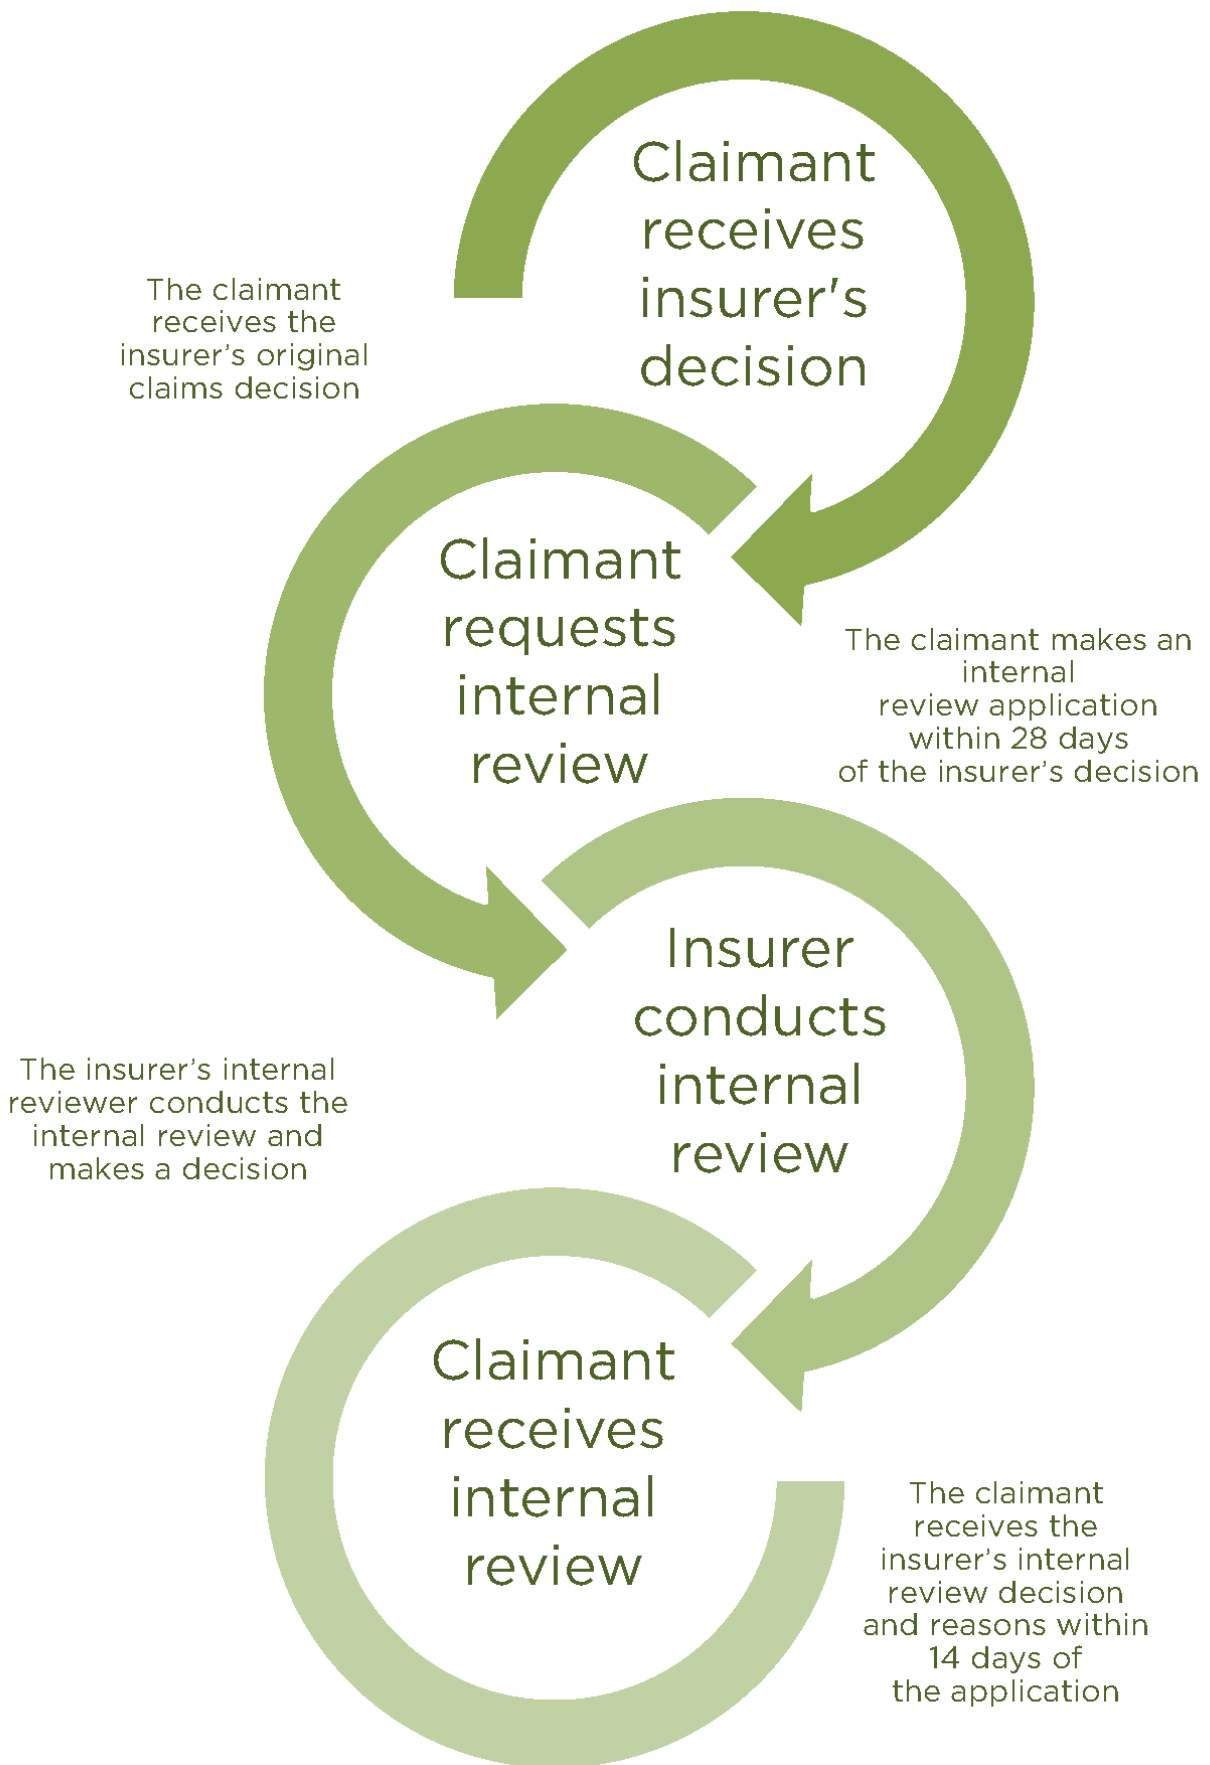 Claimant
receives
insurer's
decision
The claimant
receives the
insurer’s original
claims decision
Claimant
requests
internal
review
The claimant makes an
internal
review application
within 28 days
of the insurer’s decision
Insurer
conducts
internal
review
The insurer’s internal
reviewer conducts the
internal review and
makes a decision
Claimant
receives
internal
review
The claimant
receives the
insurer’s internal
review decision
and reasons within
14 days of
the application